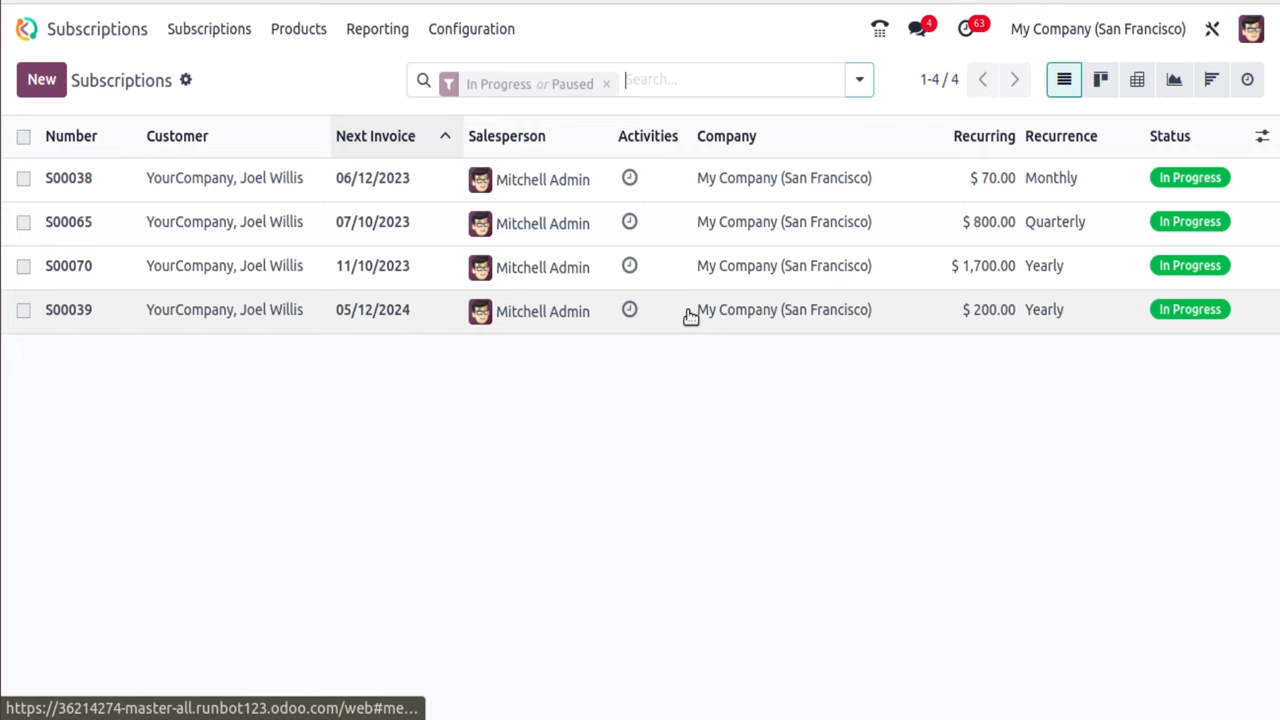 Subscriptions Subscriptions Products Reporting Configuration 4 63 My Company (San Francisco)
New Subscriptions In Progress or Paused × Search... 1-4 / 4
Number Customer Next Invoice Salesperson Activities Company Recurring Recurrence Status
S00038 YourCompany, Joel Willis 06/12/2023 Mitchell Admin My Company (San Francisco) $ 70.00 Monthly In Progress
S00065 YourCompany, Joel Willis 07/10/2023 Mitchell Admin My Company (San Francisco) $ 800.00 Quarterly In Progress
S00070 YourCompany, Joel Willis 11/10/2023 Mitchell Admin My Company (San Francisco) $ 1,700.00 Yearly In Progress
S00039 YourCompany, Joel Willis 05/12/2024 Mitchell Admin My Company (San Francisco) $ 200.00 Yearly In Progress
https://36214274-master-all.runbot123.odoo.com/web#me...